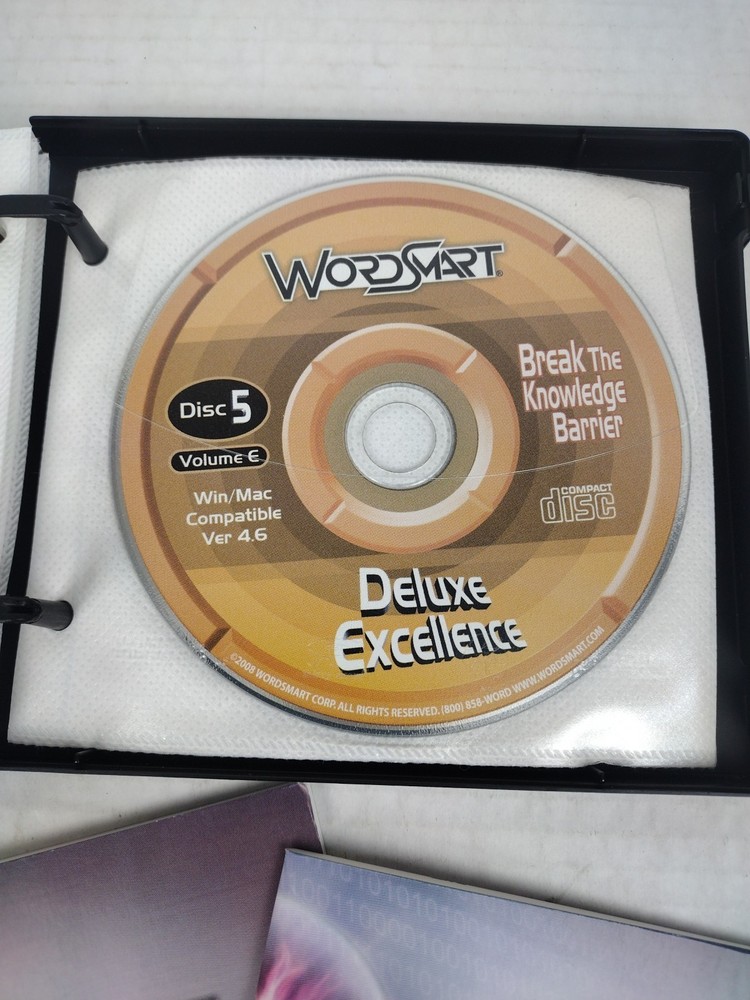 WORDSMART®
Break The
Knowledge
Barrier
Disc 5
Volume E
Win/Mac
Compatible
Ver 4.6
COMPACT
disc
Deluxe
Excellence
©2008 WORDSMART CORP. ALL RIGHTS RESERVED. (800) 858-WORD WWW.WORDSMART.COM